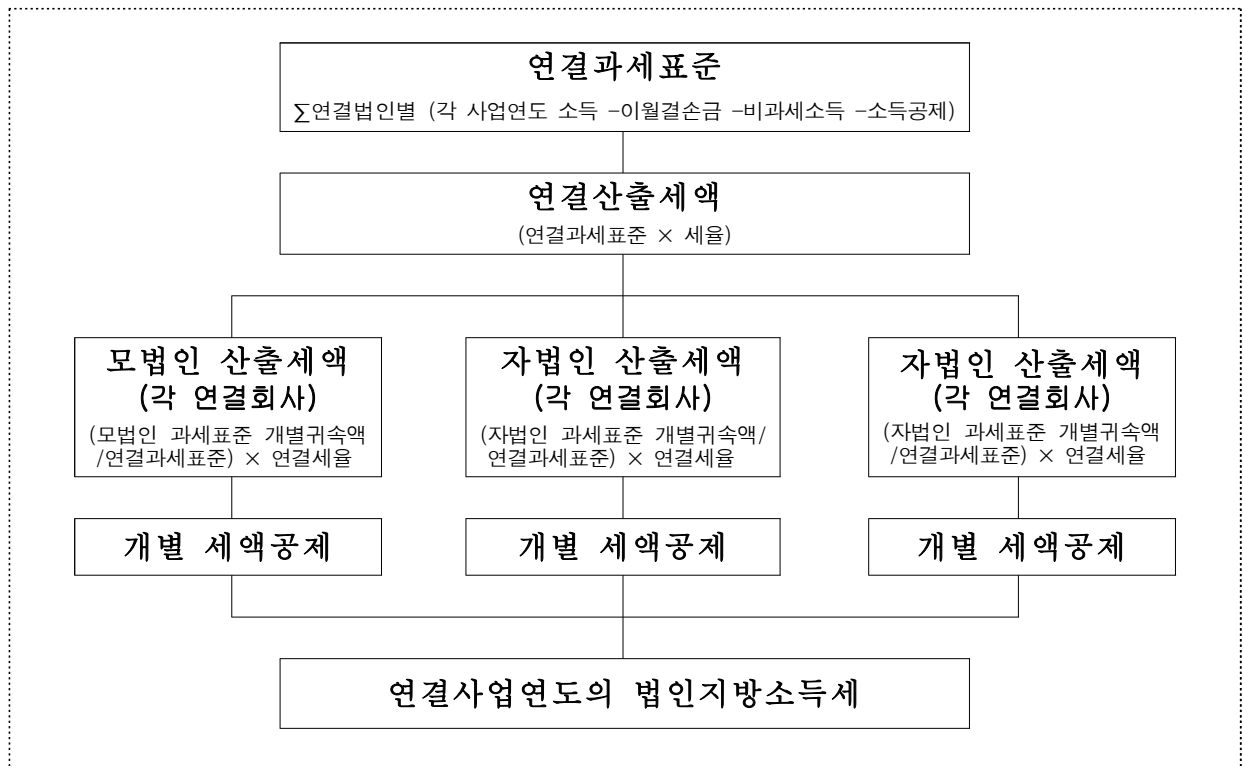 연결과세표준
∑연결법인별 (각 사업연도 소득 –이월결손금 –비과세소득 –소득공제)
연결산출세액
(연결과세표준 × 세율)
모법인 산출세액
(각 연결회사)
(모법인 과세표준 개별귀속액
/연결과세표준) × 연결세율
자법인 산출세액
(각 연결회사)
(자법인 과세표준 개별귀속액/
연결과세표준) × 연결세율
자법인 산출세액
(각 연결회사)
(자법인 과세표준 개별귀속액
/연결과세표준) × 연결세율
개별 세액공제
개별 세액공제
개별 세액공제
연결사업연도의 법인지방소득세